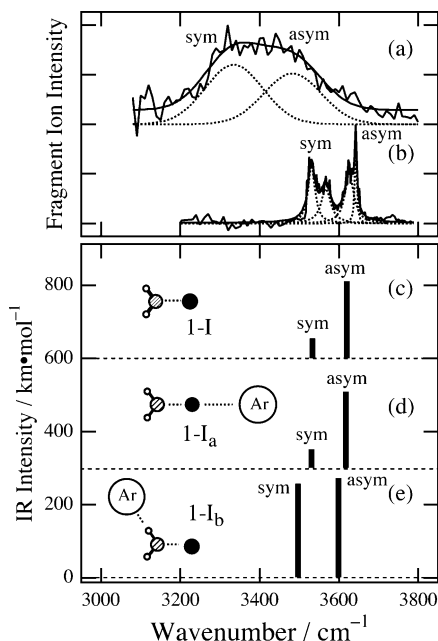 Fragment Ion Intensity
sym
asym
(a)
sym
asym
(b)
IR Intensity / km•mol⁻¹
800
600
400
200
0
asym
(c)
sym
1-I
asym
(d)
sym
Ar
1-Iₐ
sym
asym
(e)
Ar
1-I_b
3000 3200 3400 3600 3800
Wavenumber / cm⁻¹